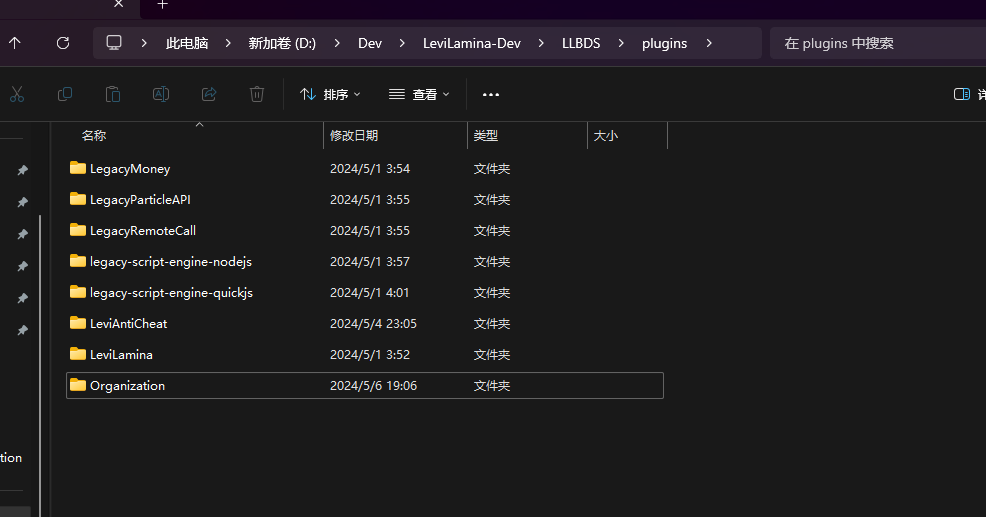 此电脑 新加卷 (D:) Dev LeviLamina-Dev LLBDS plugins 在 plugins 中搜索
排序 查看 详
名称 修改日期 类型 大小
LegacyMoney 2024/5/1 3:54 文件夹
LegacyParticleAPI 2024/5/1 3:55 文件夹
LegacyRemoteCall 2024/5/1 3:55 文件夹
legacy-script-engine-nodejs 2024/5/1 3:57 文件夹
legacy-script-engine-quickjs 2024/5/1 4:01 文件夹
LeviAntiCheat 2024/5/4 23:05 文件夹
LeviLamina 2024/5/1 3:52 文件夹
Organization 2024/5/6 19:06 文件夹
tion